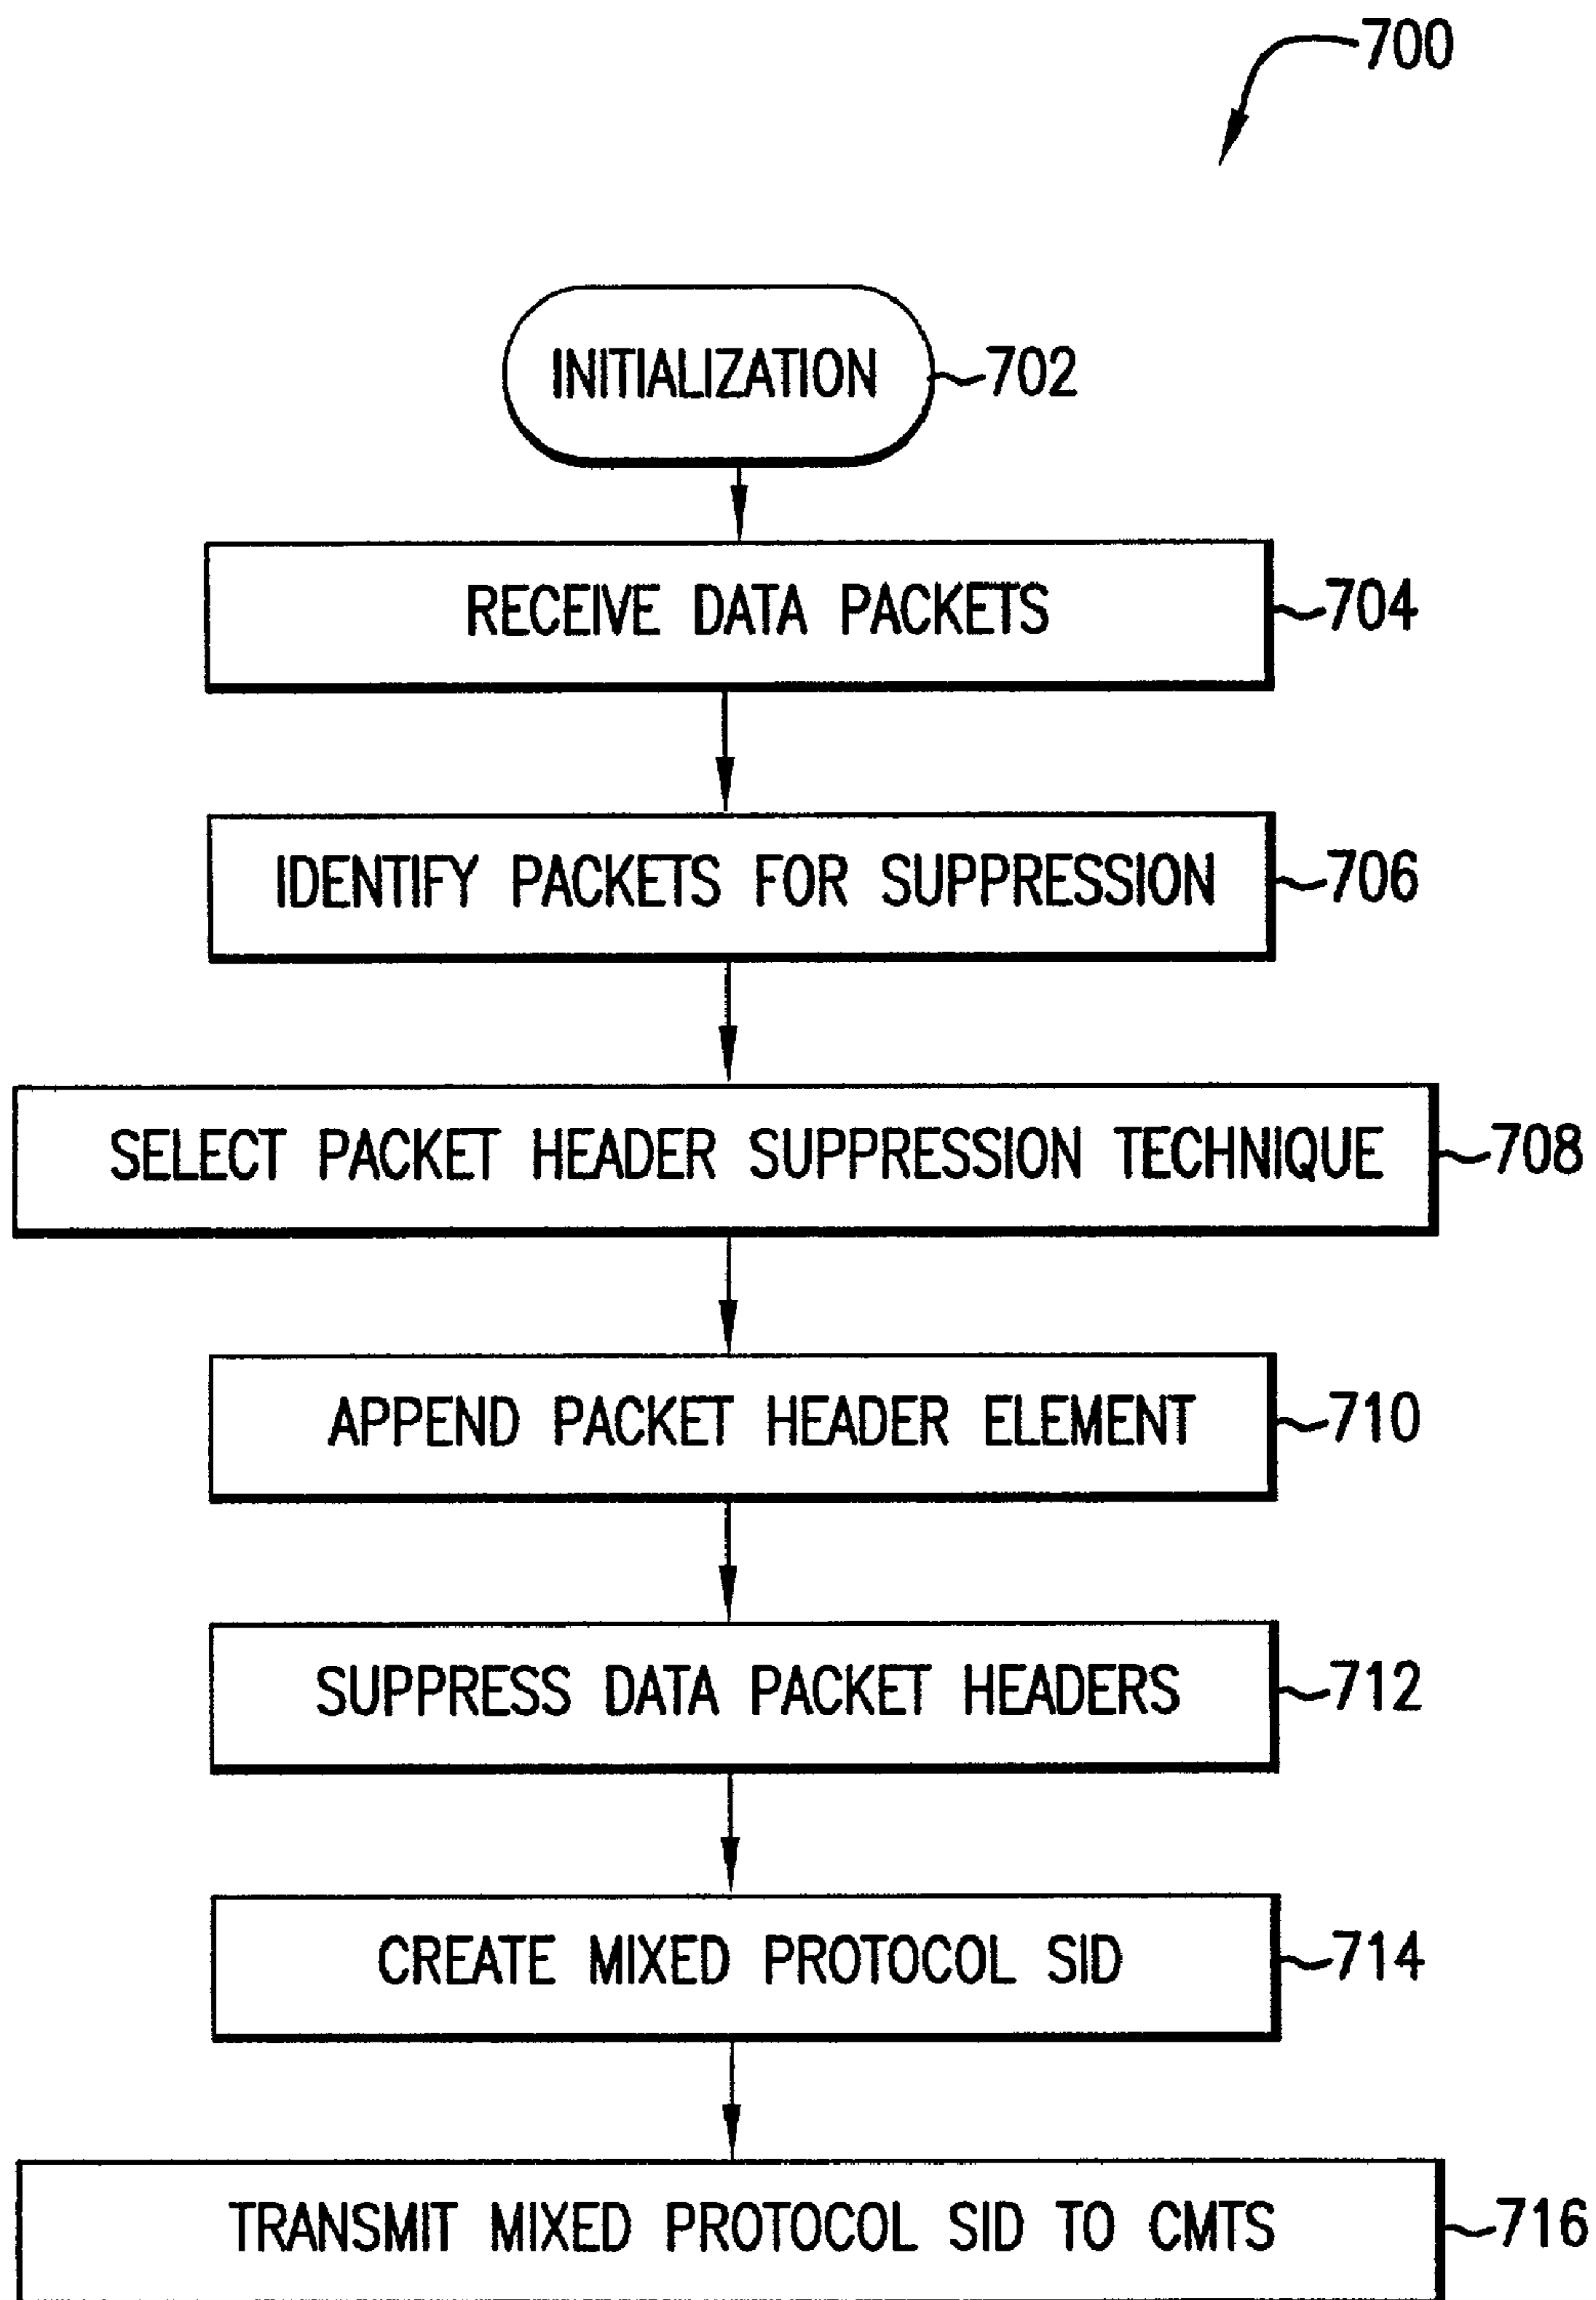 700
INITIALIZATION 702
RECEIVE DATA PACKETS 704
IDENTIFY PACKETS FOR SUPPRESSION 706
SELECT PACKET HEADER SUPPRESSION TECHNIQUE 708
APPEND PACKET HEADER ELEMENT 710
SUPPRESS DATA PACKET HEADERS 712
CREATE MIXED PROTOCOL SID 714
TRANSMIT MIXED PROTOCOL SID TO CMTS 716